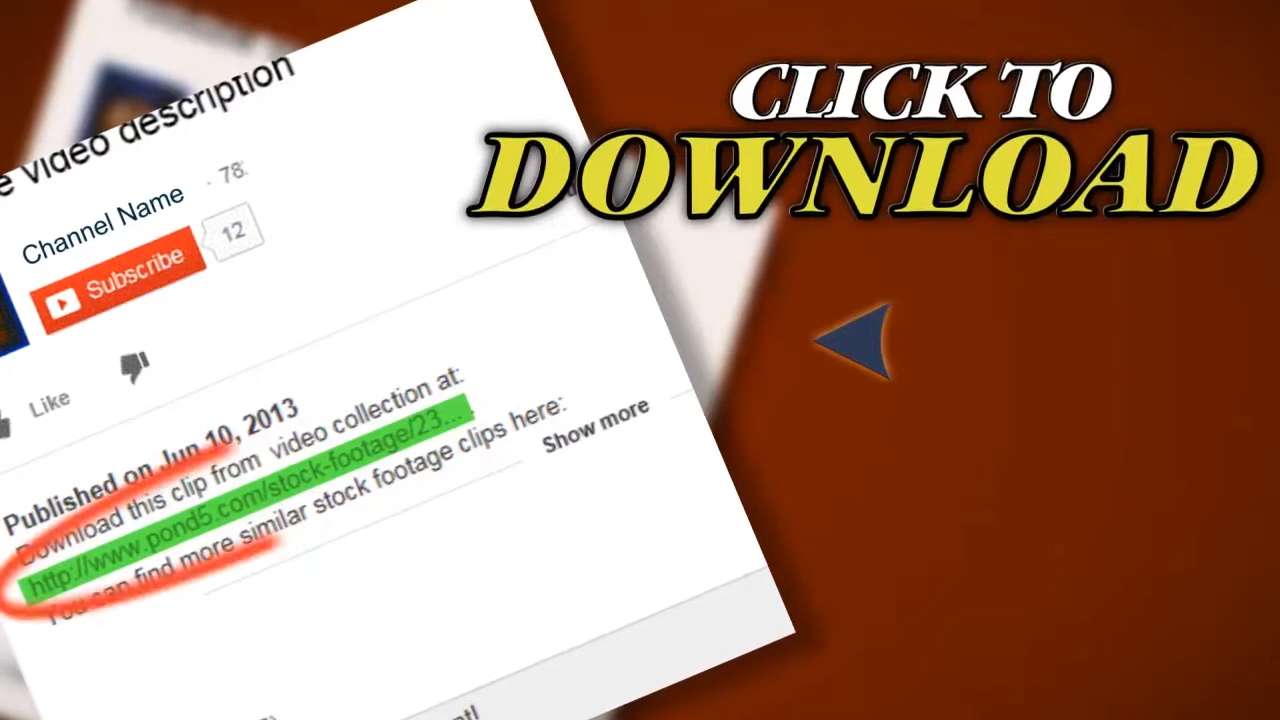 CLICK TO
DOWNLOAD
video description
Channel Name
78
Subscribe
12
Like
Published on Jun 10, 2013
Download this clip from video collection at:
http://www.pond5.com/stock-footage/23...
You can find more similar stock footage clips here:
Show more